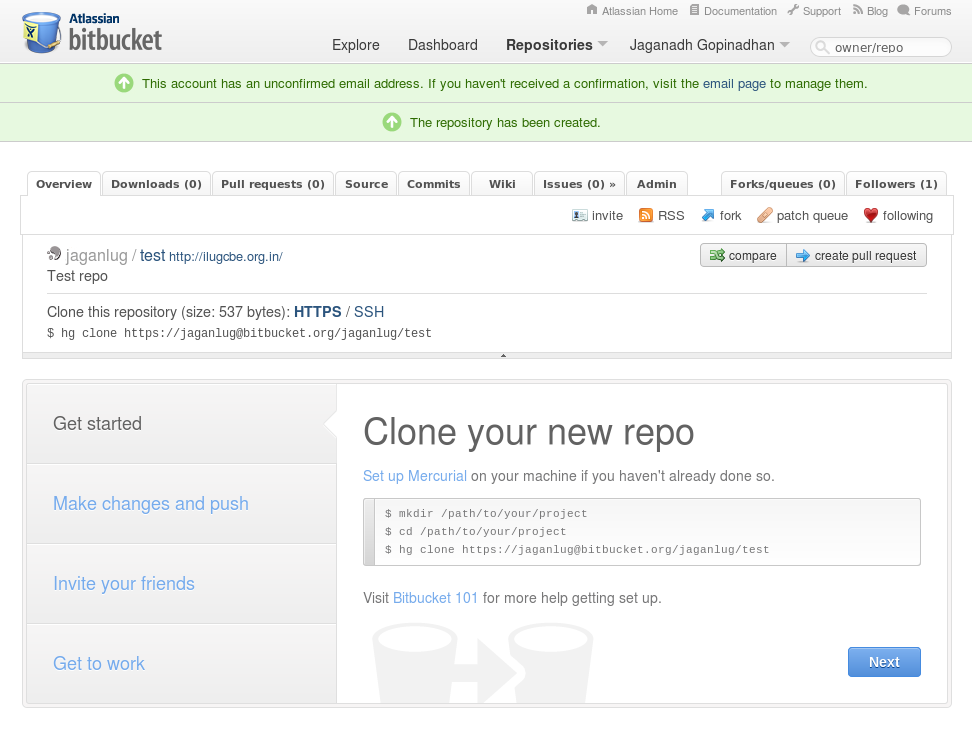 Atlassian Home Documentation Support Blog Forums
Atlassian
bitbucket
Explore Dashboard Repositories Jaganadh Gopinadhan owner/repo
This account has an unconfirmed email address. If you haven't received a confirmation, visit the email page to manage them.
The repository has been created.
Overview Downloads (0) Pull requests (0) Source Commits Wiki Issues (0) » Admin Forks/queues (0) Followers (1)
invite RSS fork patch queue following
jaganlug / test http://ilugcbe.org.in/
compare create pull request
Test repo
Clone this repository (size: 537 bytes): HTTPS / SSH
$ hg clone https://jaganlug@bitbucket.org/jaganlug/test
Get started
Make changes and push
Invite your friends
Get to work
Clone your new repo
Set up Mercurial on your machine if you haven't already done so.
$ mkdir /path/to/your/project
$ cd /path/to/your/project
$ hg clone https://jaganlug@bitbucket.org/jaganlug/test
Visit Bitbucket 101 for more help getting set up.
Next